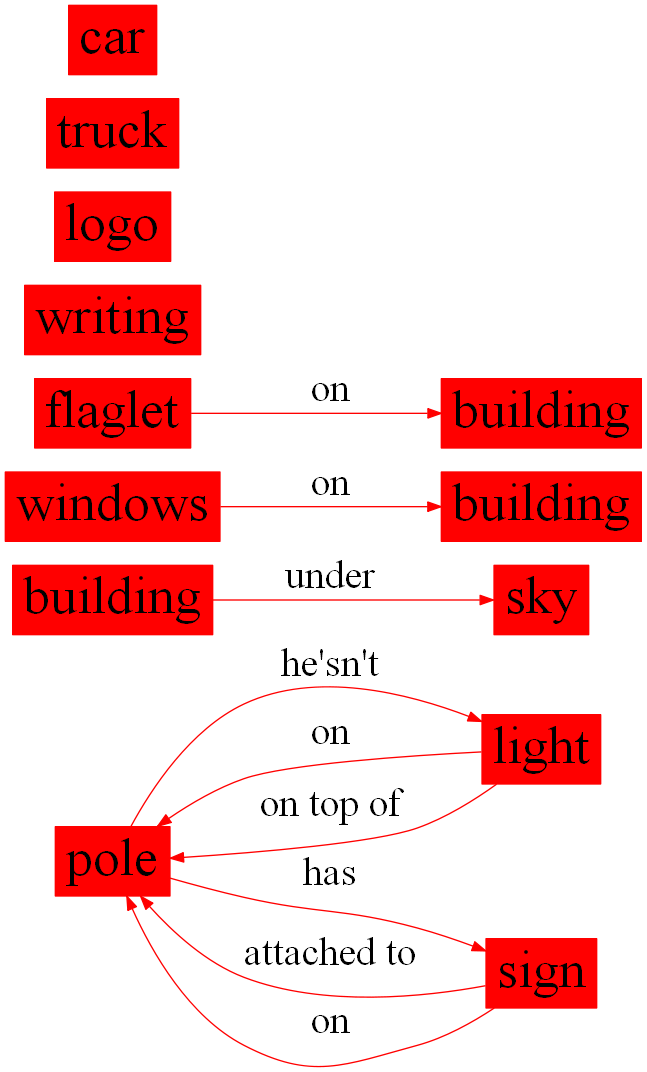 car
truck
logo
writing
flaglet on building
windows on building
building under sky
he'sn't
light
on
on top of
pole
has
attached to
sign
on